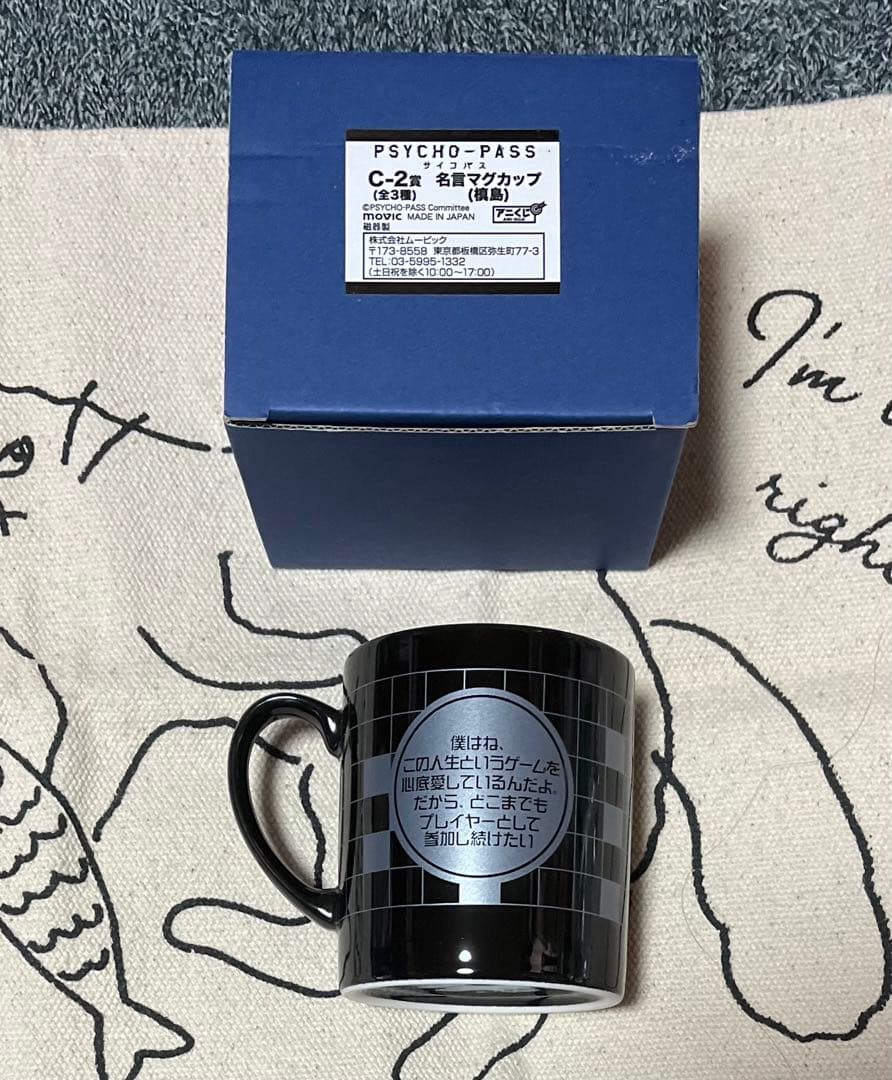 PSYCHO-PASS
サイコパス
C-2賞 名言マグカップ
(全3種) (槙島)
©PSYCHO-PASS Committee
movic MADE IN JAPAN
アニくじ
磁器製
株式会社ムービック
〒173-8558 東京都板橋区弥生町77-3
TEL:03-5995-1332
(土日祝を除く10:00~17:00)
I'm
righ
僕はね、
この人生というゲームを
心底愛しているんだよ。
だから、どこまでも
プレイヤーとして
参加し続けたい